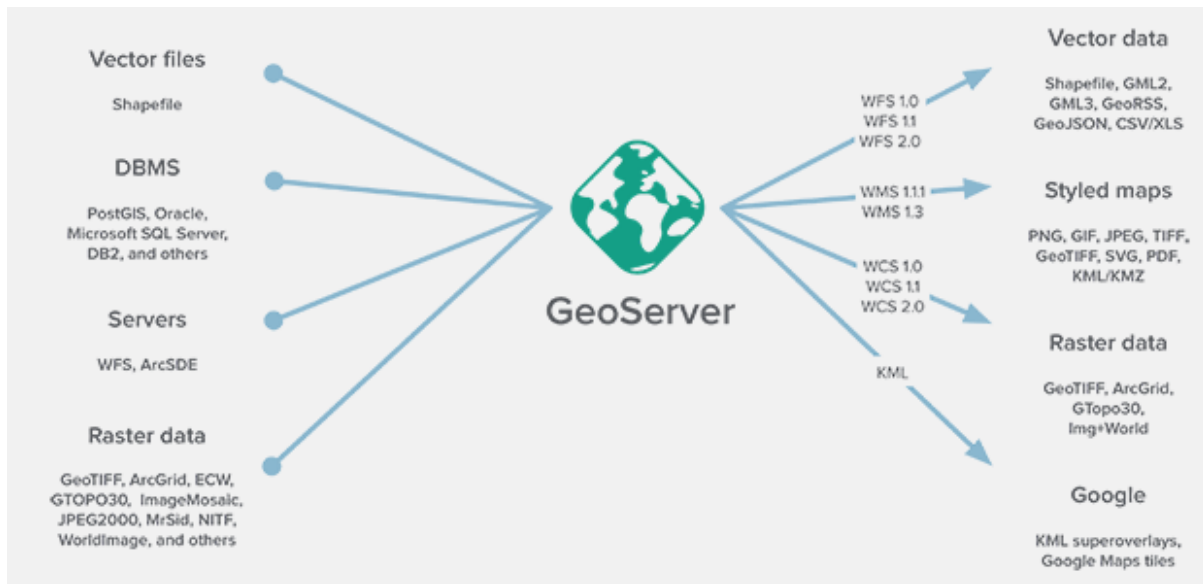 Vector files
Shapefile
DBMS
PostGIS, Oracle,
Microsoft SQL Server,
DB2, and others
Servers
WFS, ArcSDE
Raster data
GeoTIFF, ArcGrid, ECW,
GTOPO30, ImageMosaic,
JPEG2000, MrSid, NITF,
WorldImage, and others
GeoServer
WFS 1.0
WFS 1.1
WFS 2.0
WMS 1.1.1
WMS 1.3
WCS 1.0
WCS 1.1
WCS 2.0
KML
Vector data
Shapefile, GML2,
GML3, GeoRSS,
GeoJSON, CSV/XLS
Styled maps
PNG, GIF, JPEG, TIFF,
GeoTIFF, SVG, PDF,
KML/KMZ
Raster data
GeoTIFF, ArcGrid,
GTopo30,
Img+World
Google
KML superoverlays,
Google Maps tiles